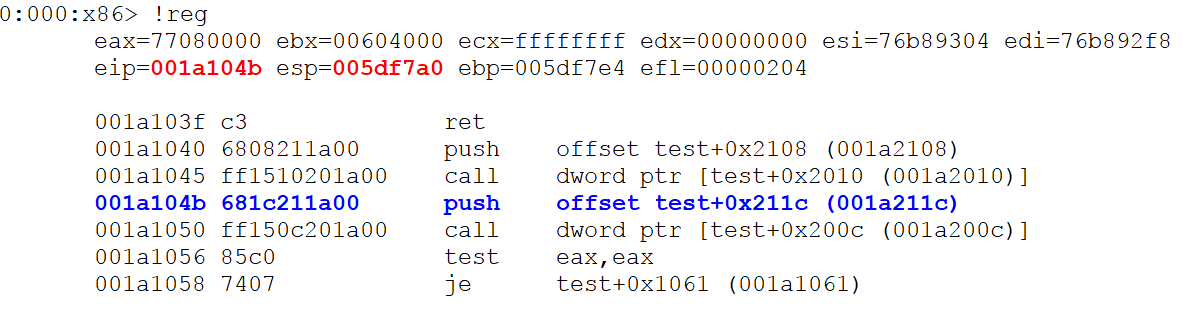 0:000:x86> !reg
eax=77080000 ebx=00604000 ecx=ffffffff edx=00000000 esi=76b89304 edi=76b892f8
eip=001a104b esp=005df7a0 ebp=005df7e4 efl=00000204
001a103f c3 ret
001a1040 6808211a00 push offset test+0x2108 (001a2108)
001a1045 ff1510201a00 call dword ptr [test+0x2010 (001a2010)]
001a104b 681c211a00 push offset test+0x211c (001a211c)
001a1050 ff150c201a00 call dword ptr [test+0x200c (001a200c)]
001a1056 85c0 test eax,eax
001a1058 7407 je test+0x1061 (001a1061)